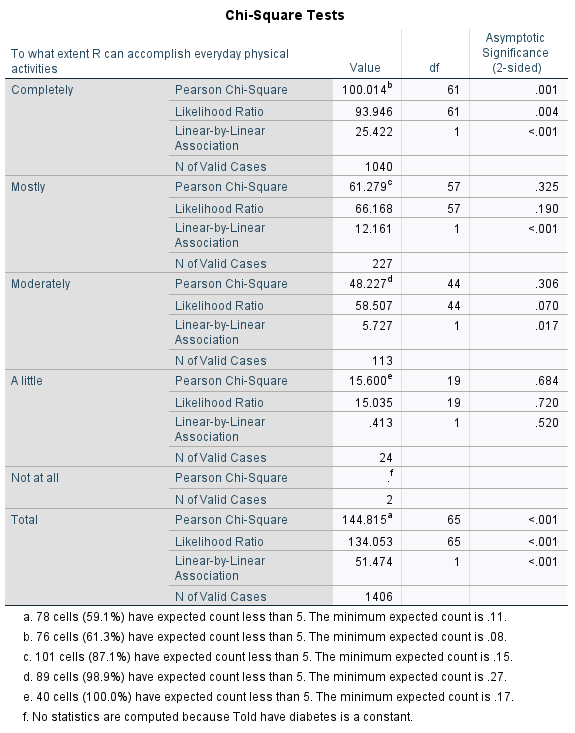 Chi-Square Tests
To what extent R can accomplish everyday physical activities Value df Asymptotic Significance (2-sided)
Completely Pearson Chi-Square 100.014b 61 .001
Likelihood Ratio 93.946 61 .004
Linear-by-Linear Association 25.422 1 <.001
N of Valid Cases 1040
Mostly Pearson Chi-Square 61.279c 57 .325
Likelihood Ratio 66.168 57 .190
Linear-by-Linear Association 12.161 1 <.001
N of Valid Cases 227
Moderately Pearson Chi-Square 48.227d 44 .306
Likelihood Ratio 58.507 44 .070
Linear-by-Linear Association 5.727 1 .017
N of Valid Cases 113
A little Pearson Chi-Square 15.600e 19 .684
Likelihood Ratio 15.035 19 .720
Linear-by-Linear Association .413 1 .520
N of Valid Cases 24
Not at all Pearson Chi-Square .f
N of Valid Cases 2
Total Pearson Chi-Square 144.815a 65 <.001
Likelihood Ratio 134.053 65 <.001
Linear-by-Linear Association 51.474 1 <.001
N of Valid Cases 1406
a. 78 cells (59.1%) have expected count less than 5. The minimum expected count is .11.
b. 76 cells (61.3%) have expected count less than 5. The minimum expected count is .08.
c. 101 cells (87.1%) have expected count less than 5. The minimum expected count is .15.
d. 89 cells (98.9%) have expected count less than 5. The minimum expected count is .27.
e. 40 cells (100.0%) have expected count less than 5. The minimum expected count is .17.
f. No statistics are computed because Told have diabetes is a constant.